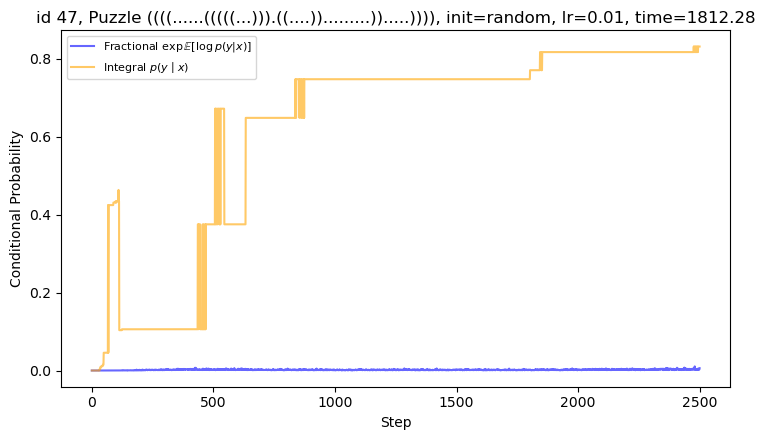 id 47, Puzzle ((((......(((((...))).((....)).........)).....)))), init=random, lr=0.01, time=1812.28
Fractional exp𝔼[log p(y|x)]
Integral p(y | x)
Conditional Probability
0.8
0.6
0.4
0.2
0.0
0
500
1000
1500
2000
2500
Step